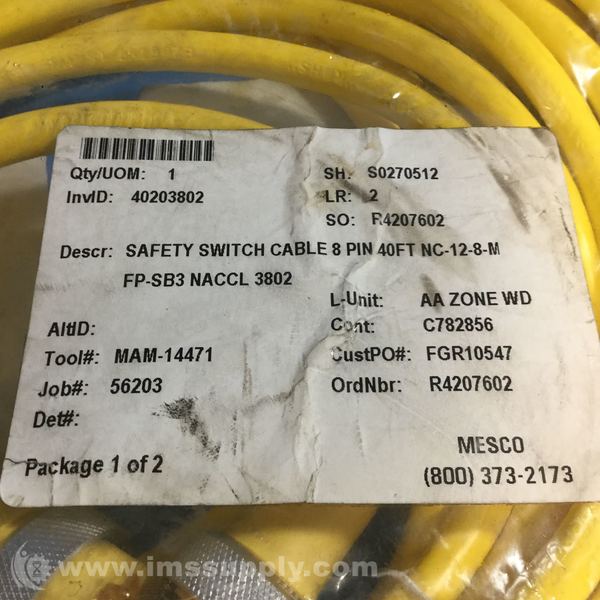 Qty/UOM: 1 SH: S0270512
InvID: 40203802 LR: 2
SO: R4207602
Descr: SAFETY SWITCH CABLE 8 PIN 40FT NC-12-8-M
FP-SB3 NACCL 3802
L-Unit: AA ZONE WD
AltID: Cont: C782856
Tool#: MAM-14471 CustPO#: FGR10547
Job#: 56203 OrdNbr: R4207602
Det#:
MESCO
Package 1 of 2 (800) 373-2173
www.imssupply.com